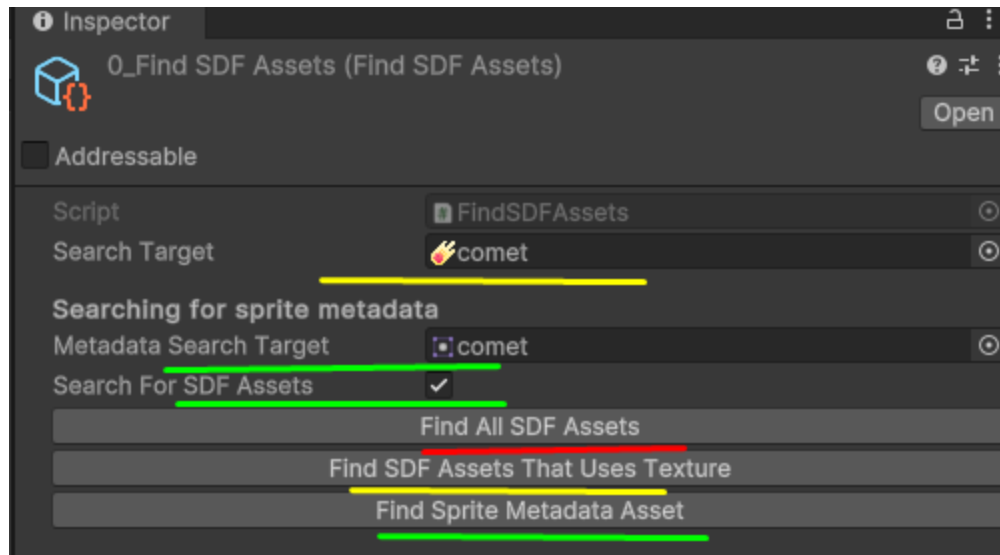 Inspector
0_Find SDF Assets (Find SDF Assets)
Open
Addressable
Script FindSDFAssets
Search Target comet
Searching for sprite metadata
Metadata Search Target comet
Search For SDF Assets
Find All SDF Assets
Find SDF Assets That Uses Texture
Find Sprite Metadata Asset